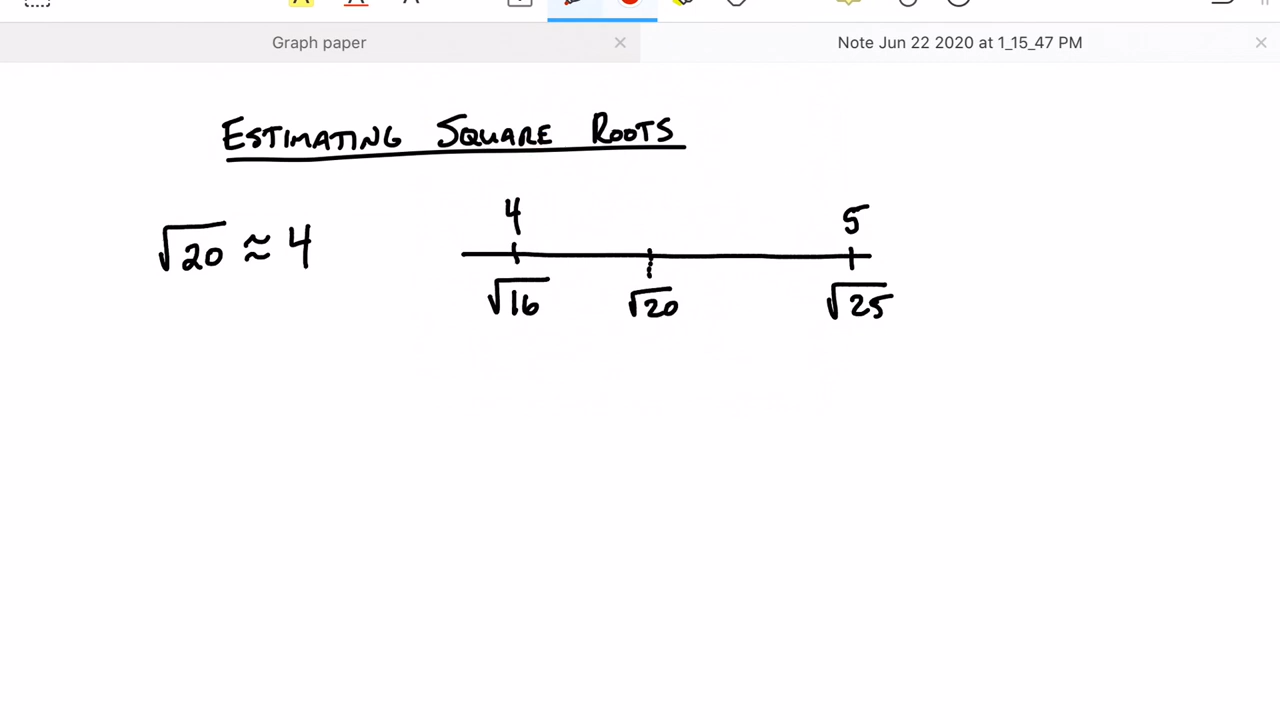 Graph paper
Note Jun 22 2020 at 1_15_47 PM
ESTIMATING SQUARE ROOTS
4 5
√20 ≈ 4
√16 √20 √25